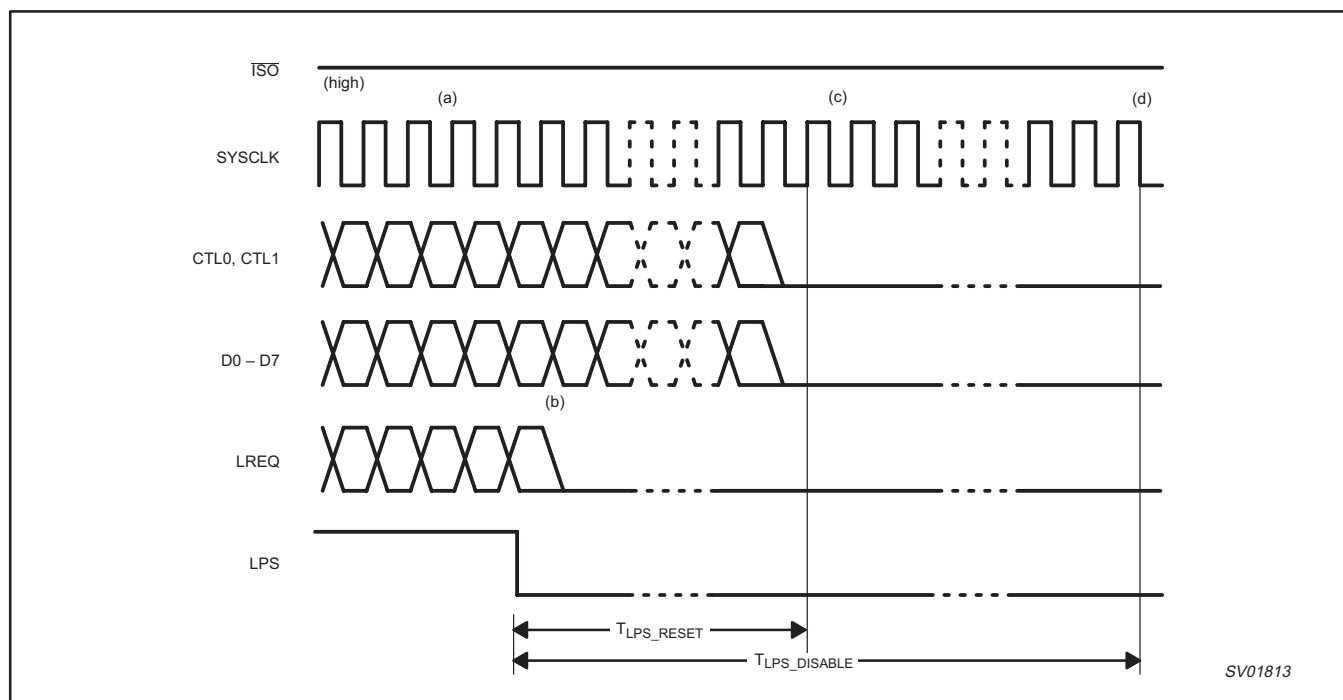 ISO
(high)
(a)
(c)
(d)
SYSCLK
CTL0, CTL1
D0 – D7
(b)
LREQ
LPS
TLPS_RESET
TLPS_DISABLE
SV01813